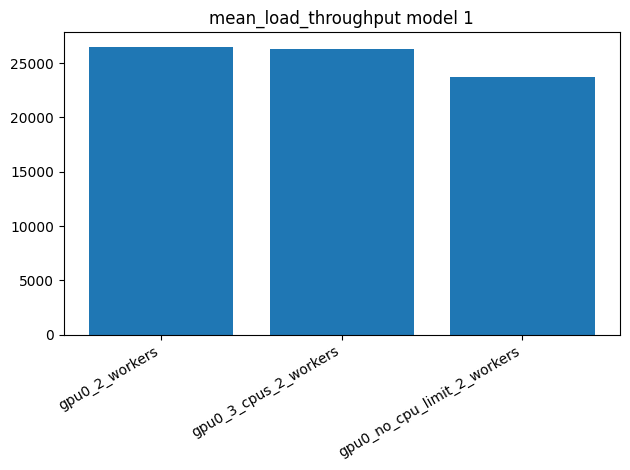 mean_load_throughput model 1
25000
20000
15000
10000
5000
0
gpu0_2_workers
gpu0_3_cpus_2_workers
gpu0_no_cpu_limit_2_workers